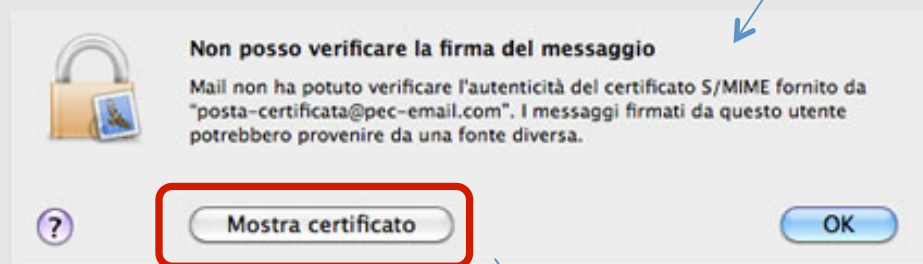 Non posso verificare la firma del messaggio
Mail non ha potuto verificare l'autenticità del certificato S/MIME fornito da
"posta-certificata@pec-email.com". I messaggi firmati da questo utente
potrebbero provenire da una fonte diversa.
?
Mostra certificato
OK